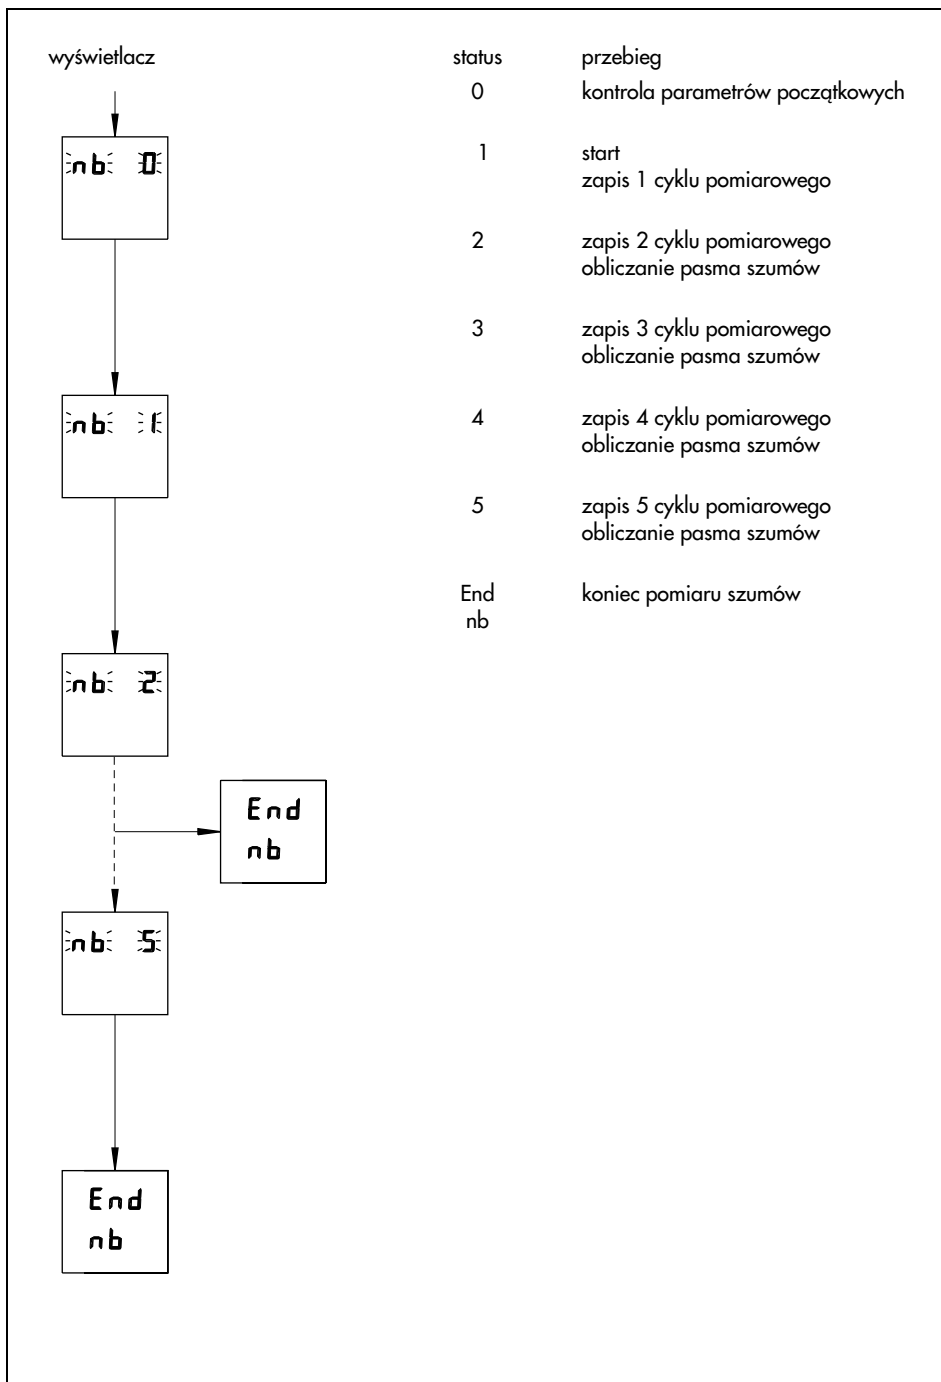 wyświetlacz
nb 0
nb 1
nb 2
End
nb
nb 5
End
nb
status przebieg
0 kontrola parametrów początkowych
1 start
zapis 1 cyklu pomiarowego
2 zapis 2 cyklu pomiarowego
obliczanie pasma szumów
3 zapis 3 cyklu pomiarowego
obliczanie pasma szumów
4 zapis 4 cyklu pomiarowego
obliczanie pasma szumów
5 zapis 5 cyklu pomiarowego
obliczanie pasma szumów
End koniec pomiaru szumów
nb